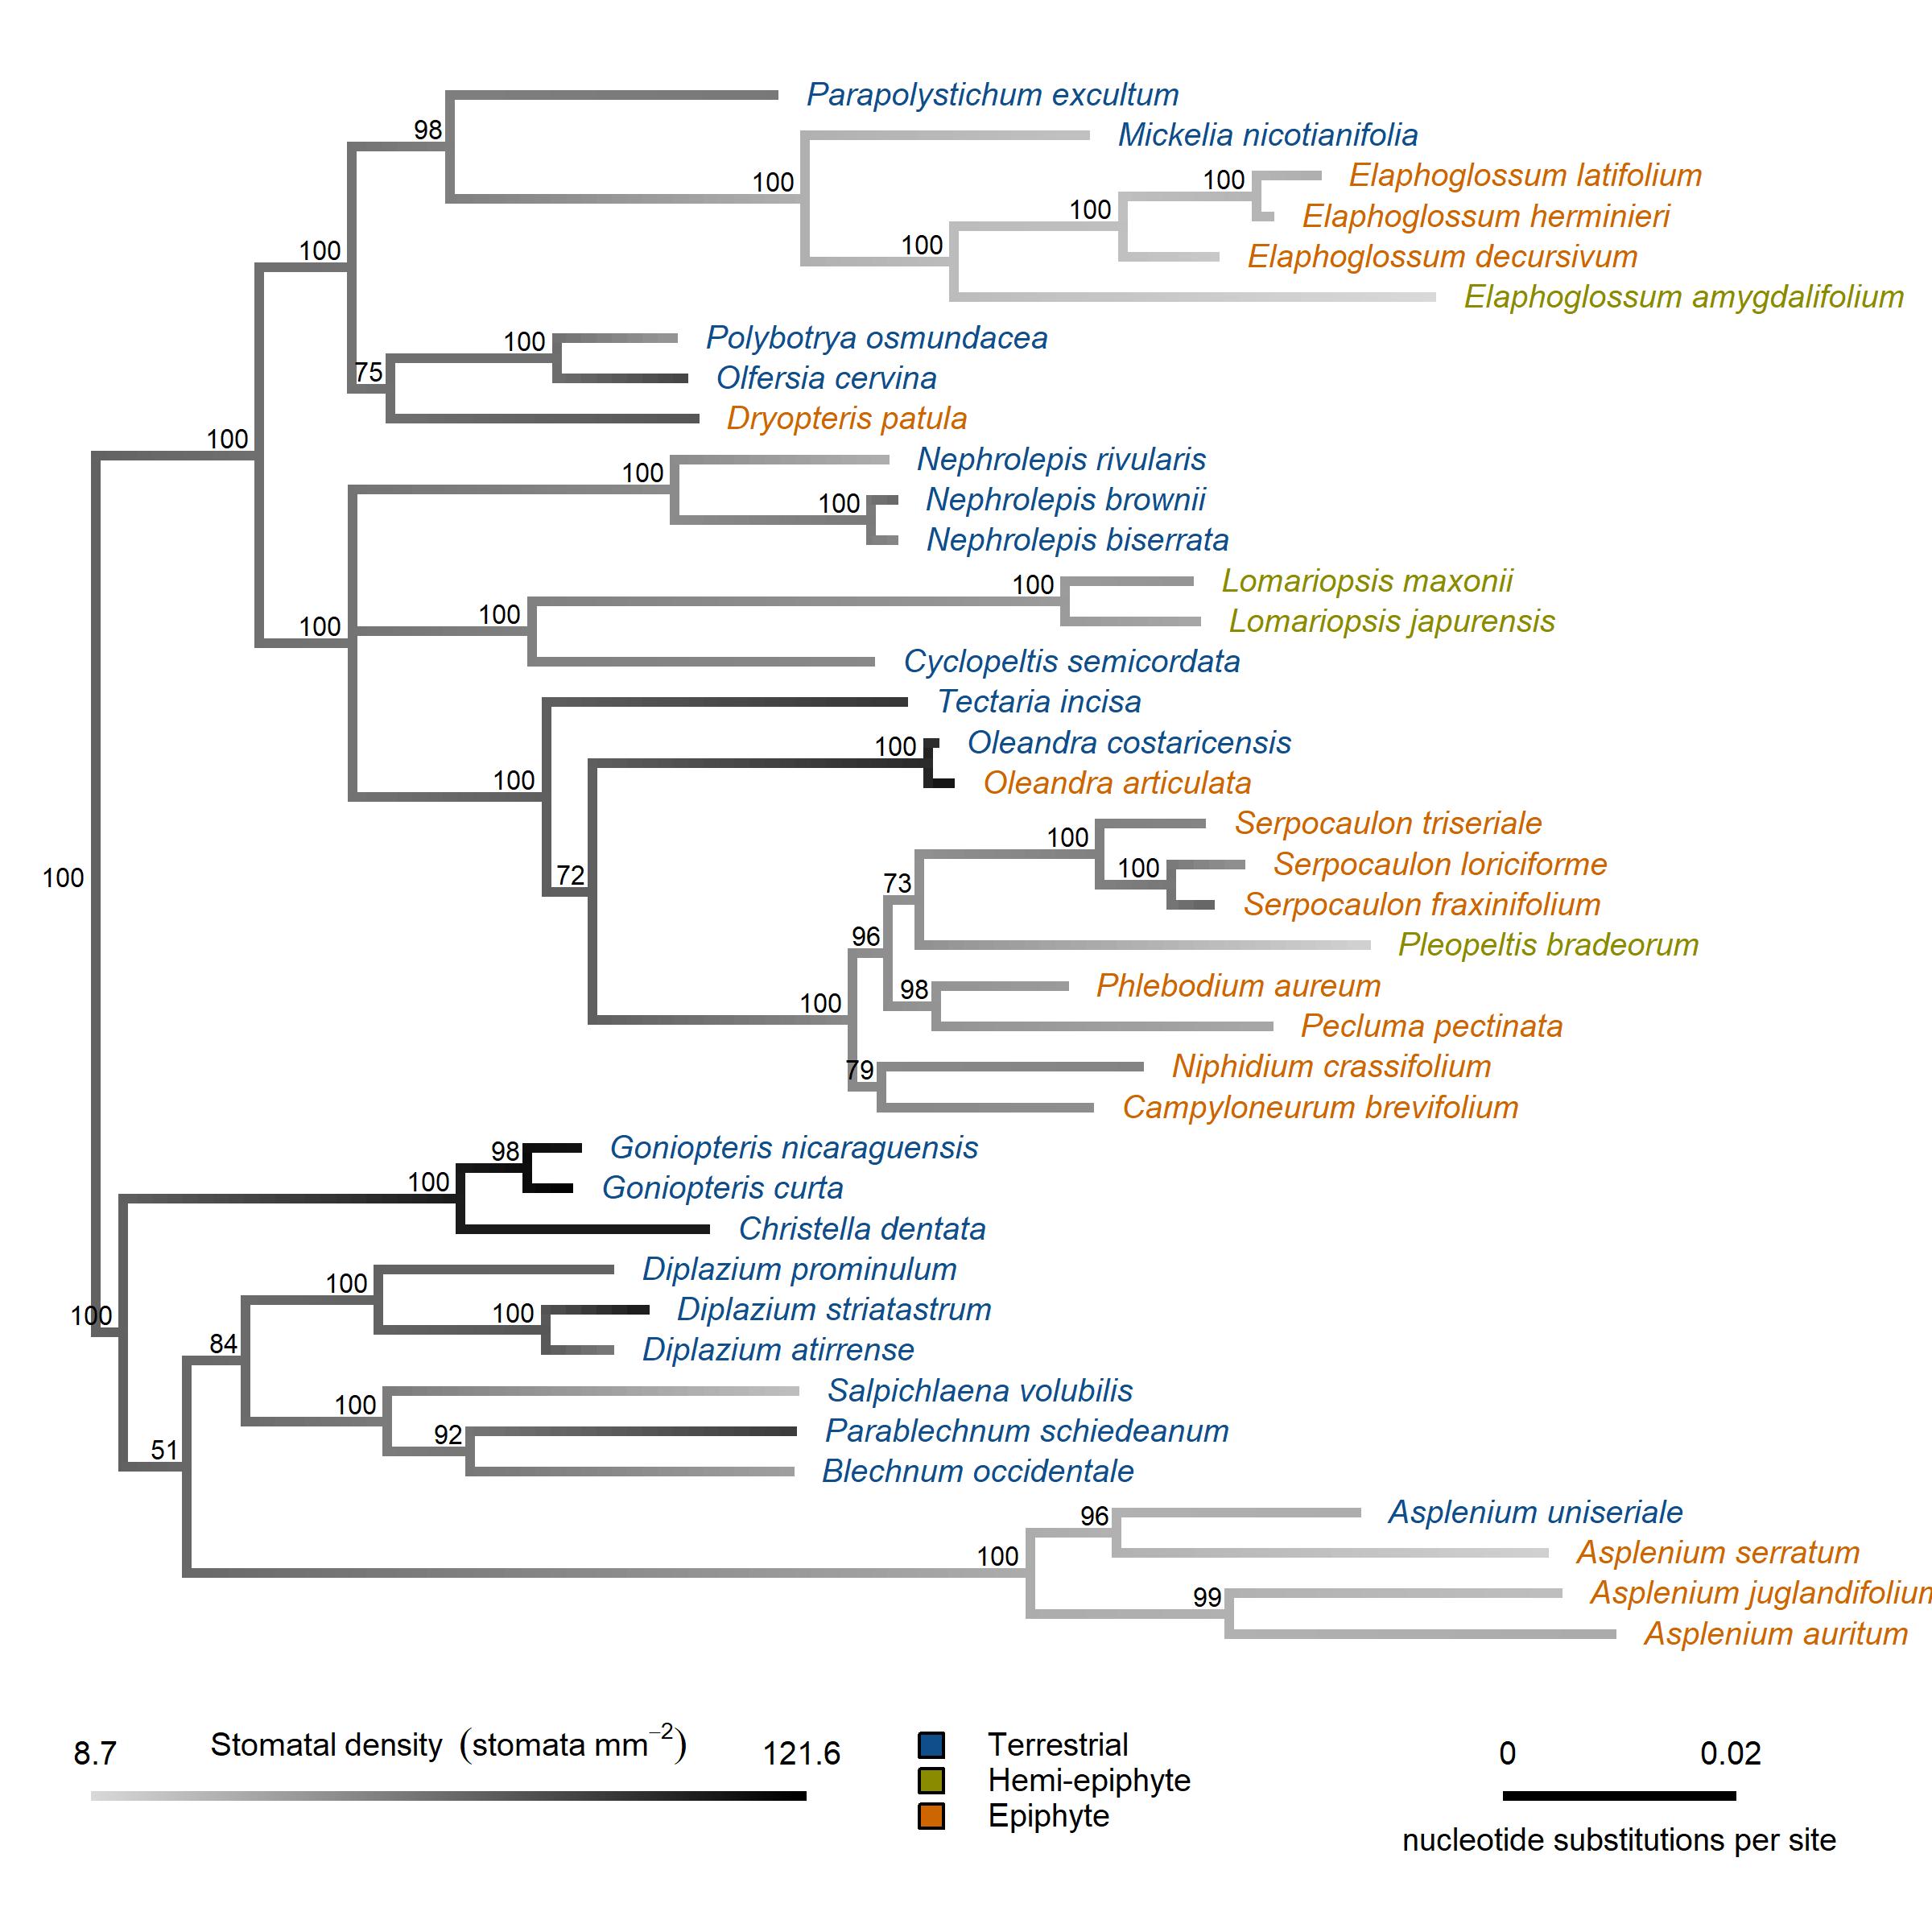 Parapolystichum excultum
98
Mickelia nicotianifolia
100
Elaphoglossum latifolium
100
Elaphoglossum herminieri
100
Elaphoglossum decursivum
100
100
Elaphoglossum amygdalifolium
Polybotrya osmundacea
100
Olfersia cervina
75
Dryopteris patula
100
Nephrolepis rivularis
100
Nephrolepis brownii
100
Nephrolepis biserrata
Lomariopsis maxonii
100
Lomariopsis japurensis
100
100
Cyclopeltis semicordata
Tectaria incisa
Oleandra costaricensis
100
Oleandra articulata
100
Serpocaulon triseriale
100
Serpocaulon loriciforme
100
72
100
73
Serpocaulon fraxinifolium
96
Pleopeltis bradeorum
Phlebodium aureum
98
100
Pecluma pectinata
Niphidium crassifolium
79
Campyloneurum brevifolium
Goniopteris nicaraguensis
98
Goniopteris curta
100
Christella dentata
Diplazium prominulum
100
Diplazium striatastrum
100
100
84
Diplazium atirrense
Salpichlaena volubilis
100
Parablechnum schiedeanum
92
51
Blechnum occidentale
Asplenium uniseriale
96
Asplenium serratum
100
Asplenium juglandifolium
99
Asplenium auritum
8.7 Stomatal density (stomata mm⁻²) 121.6
Terrestrial
Hemi-epiphyte
Epiphyte
0 0.02
nucleotide substitutions per site